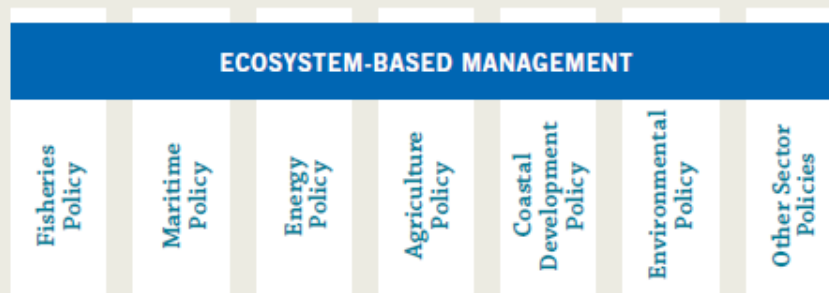 ECOSYSTEM-BASED MANAGEMENT
Fisheries
Policy
Maritime
Policy
Energy
Policy
Agriculture
Policy
Coastal
Development
Policy
Environmental
Policy
Other Sector
Policies